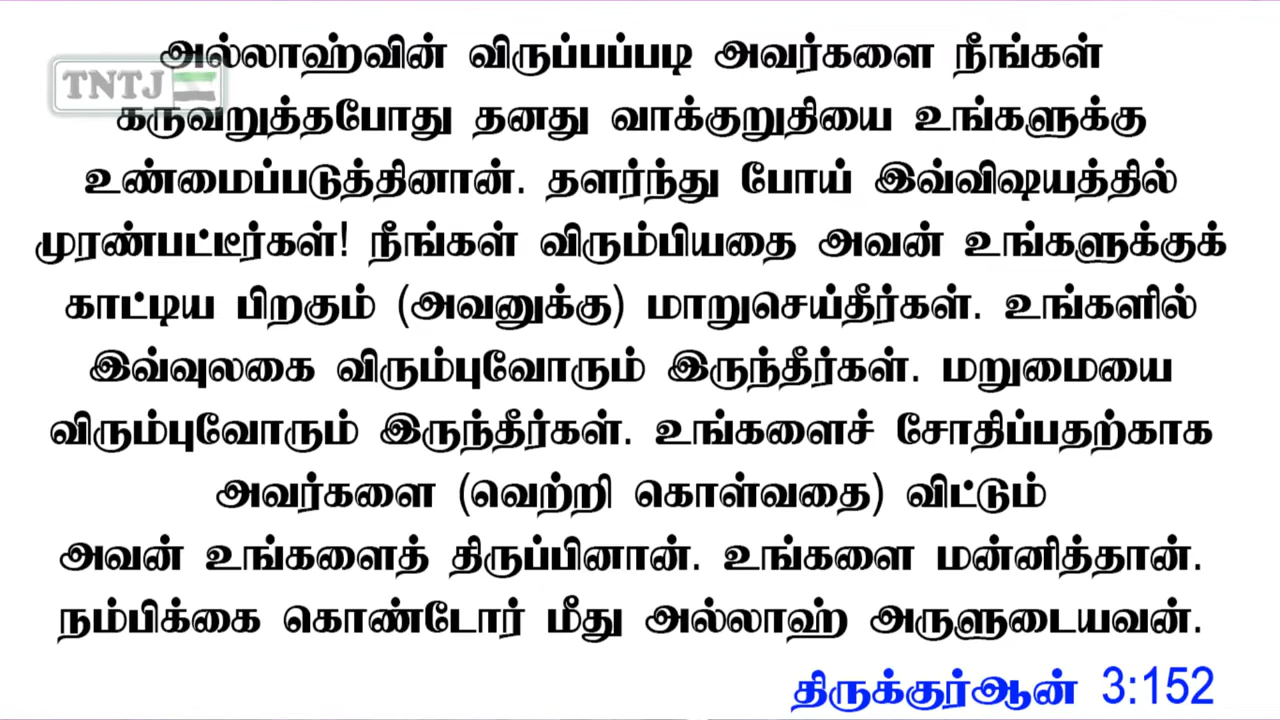 அல்லாஹ்வின் விருப்பப்படி அவர்களை நீங்கள்
TNTJ
கருவறுத்தபோது தனது வாக்குறுதியை உங்களுக்கு
உண்மைப்படுத்தினான். தளர்ந்து போய் இவ்விஷயத்தில்
முரண்பட்டீர்கள்! நீங்கள் விரும்பியதை அவன் உங்களுக்குக்
காட்டிய பிறகும் (அவனுக்கு) மாறுசெய்தீர்கள். உங்களில்
இவ்வுலகை விரும்புவோரும் இருந்தீர்கள். மறுமையை
விரும்புவோரும் இருந்தீர்கள். உங்களைச் சோதிப்பதற்காக
அவர்களை (வெற்றி கொள்வதை) விட்டும்
அவன் உங்களைத் திருப்பினான். உங்களை மன்னித்தான்.
நம்பிக்கை கொண்டோர் மீது அல்லாஹ் அருளுடையவன்.
திருக்குர்ஆன் 3:152